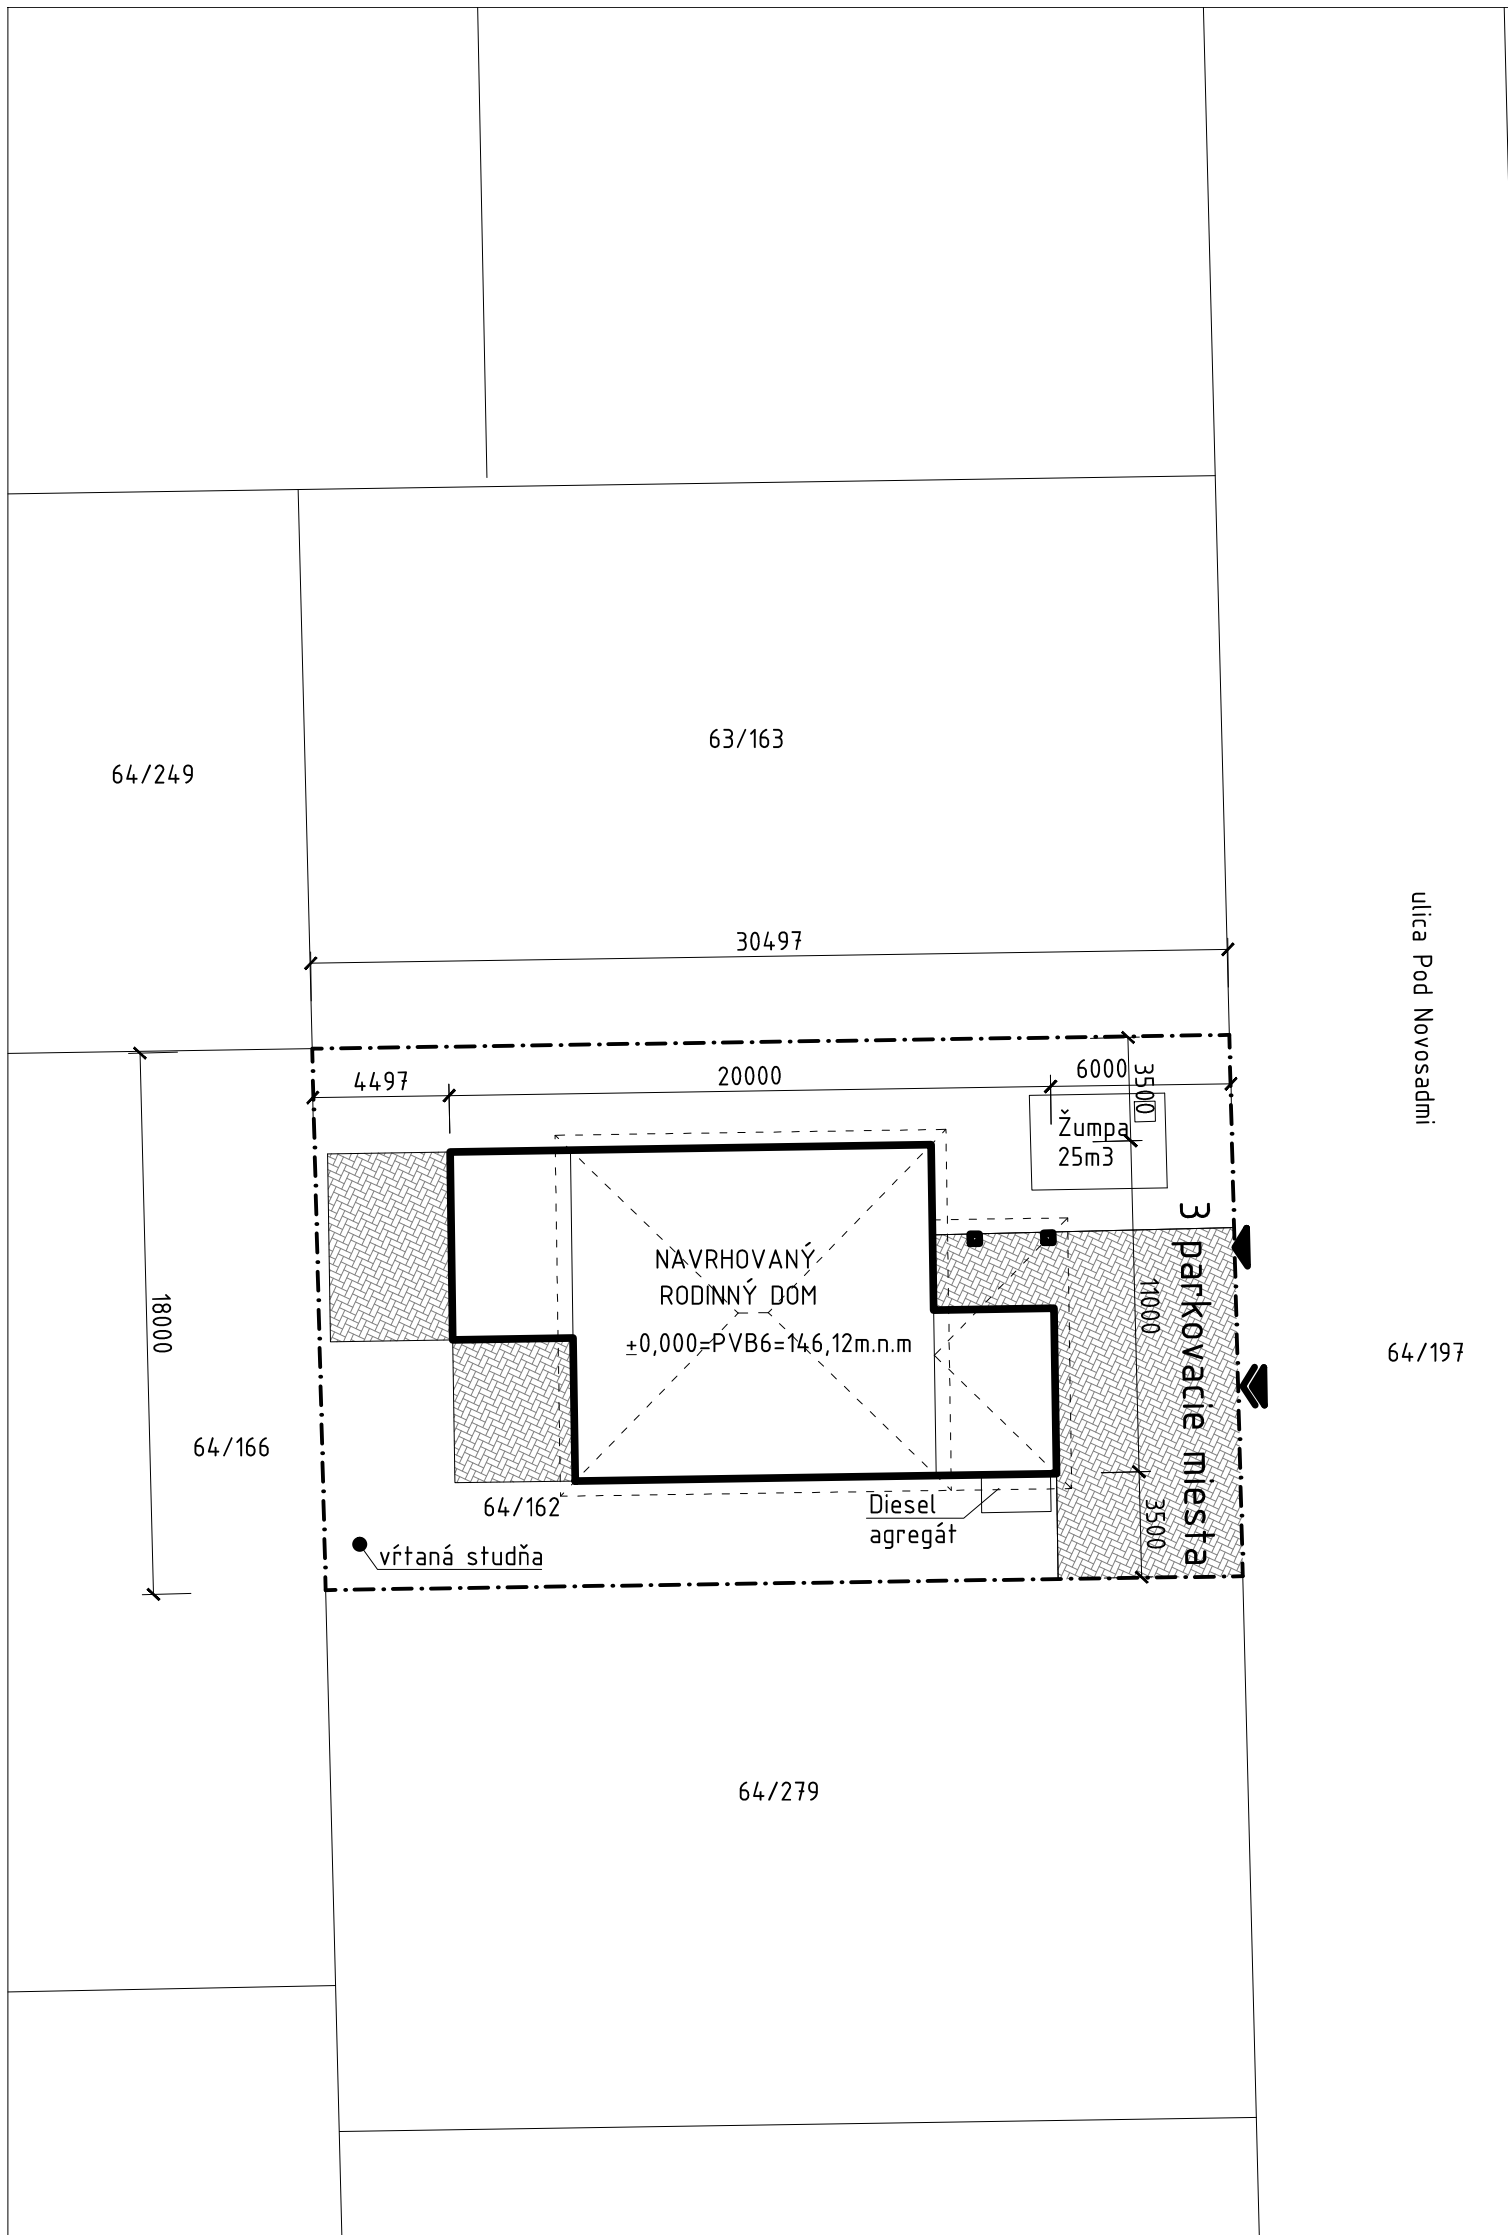 63/163
64/249
30497
ulica Pod Novosadmi
4497
20000
6000
3500
Žumpa
25m3
NAVRHOVANÝ
RODINNÝ DOM
±0,000=PVB6=146,12m.n.m
3 parkovacie miesta
11000
18000
64/197
64/166
64/162
Diesel
agregát
3500
vŕtaná studňa
64/279